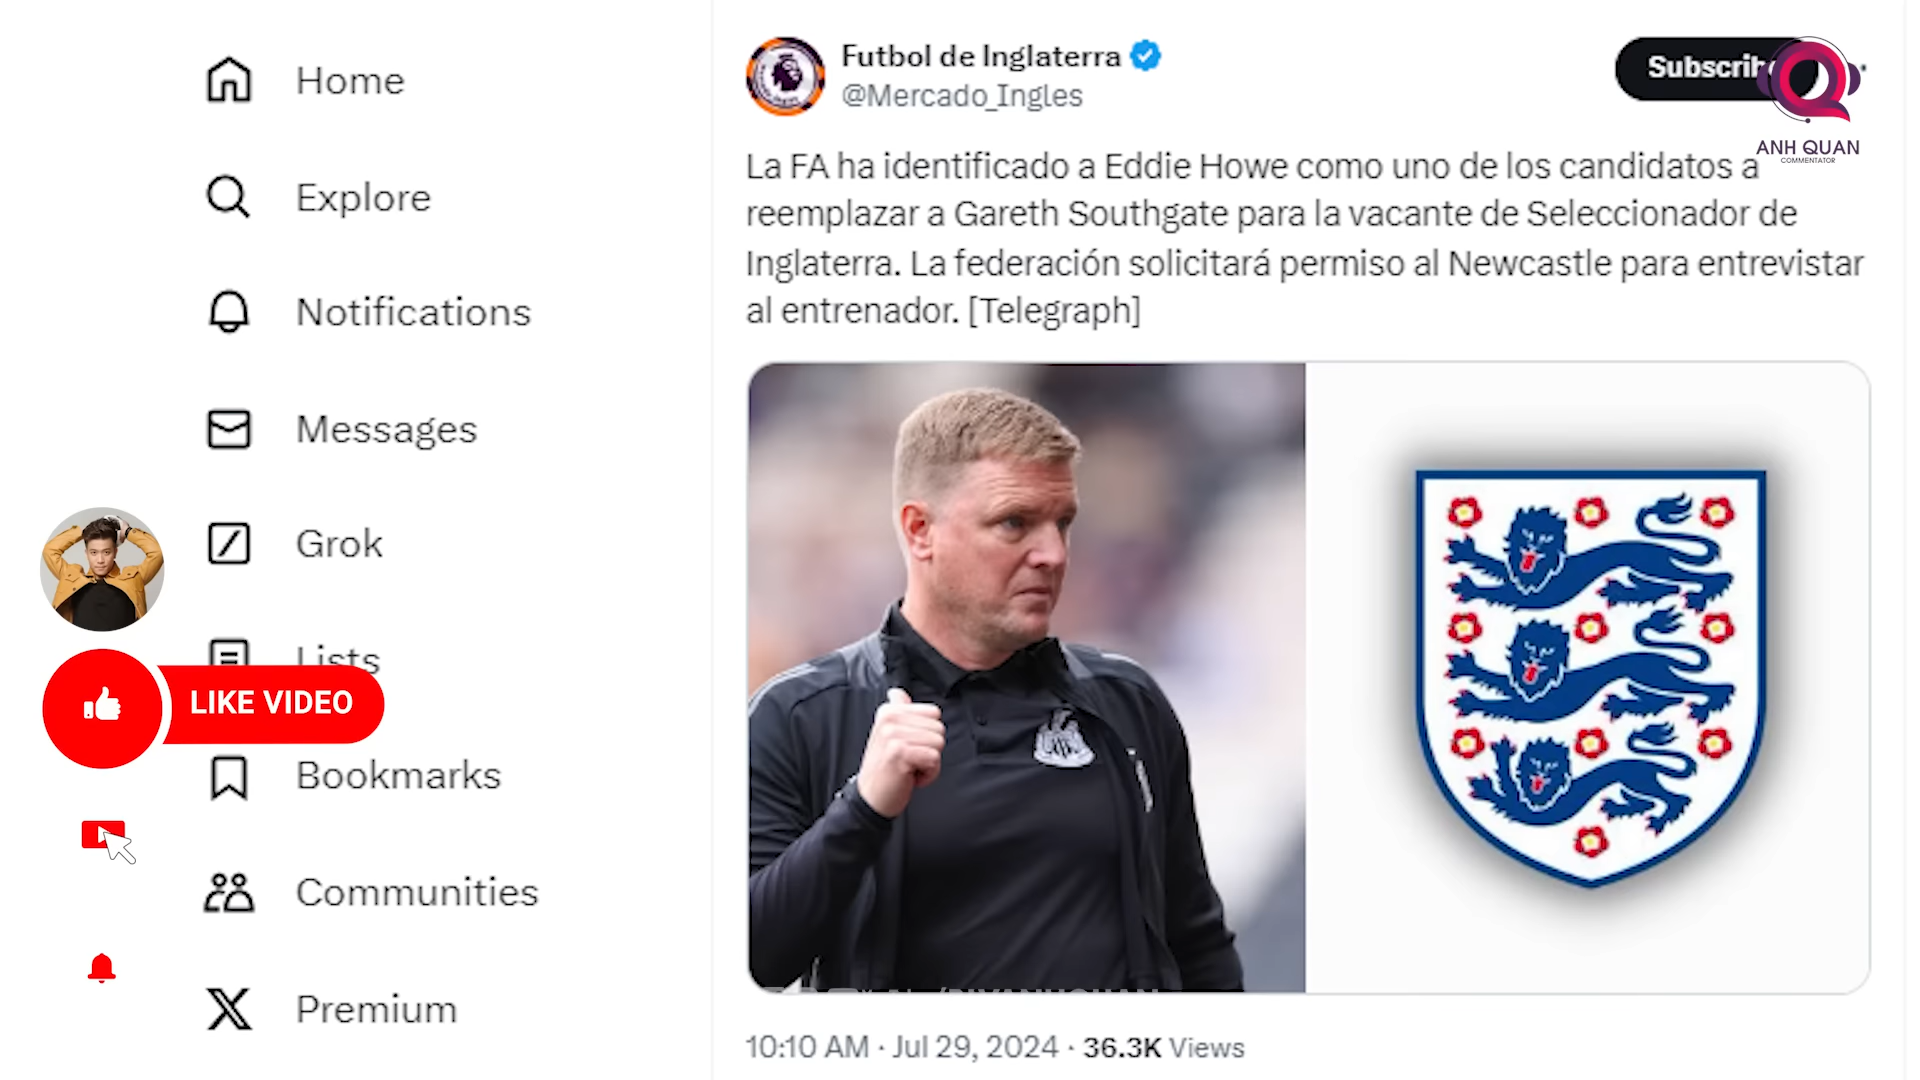 Home
Explore
Notifications
Messages
Grok
Lists
LIKE VIDEO
Bookmarks
Communities
Premium
Futbol de Inglaterra
@Mercado_Ingles
Subscrib
ANH QUAN
COMMENTATOR
La FA ha identificado a Eddie Howe como uno de los candidatos a
reemplazar a Gareth Southgate para la vacante de Seleccionador de
Inglaterra. La federación solicitará permiso al Newcastle para entrevistar
al entrenador. [Telegraph]
10:10 AM · Jul 29, 2024 · 36.3K Views